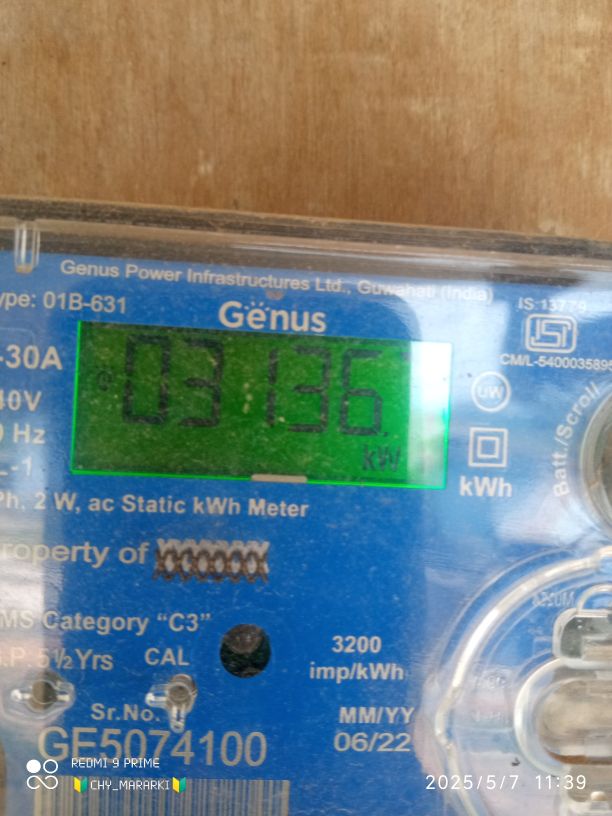 Genus Power Infrastructures Ltd., Guwahati (India)
ype: 01B-631
Genus
IS 13779
ISI
CM/L-5400035895
-30A
03136
kW
40V
Hz
L-1
kWh
Batt./Scroll
Ph, 2 W, ac Static kWh Meter
roperty of
MS Category "C3"
.P. 5½ Yrs
CAL
3200
imp/kWh
Sr.No.
MM/YY
GE5074100
06/22
REDMI 9 PRIME
CHY_MARARKI
2025/5/7 11:39